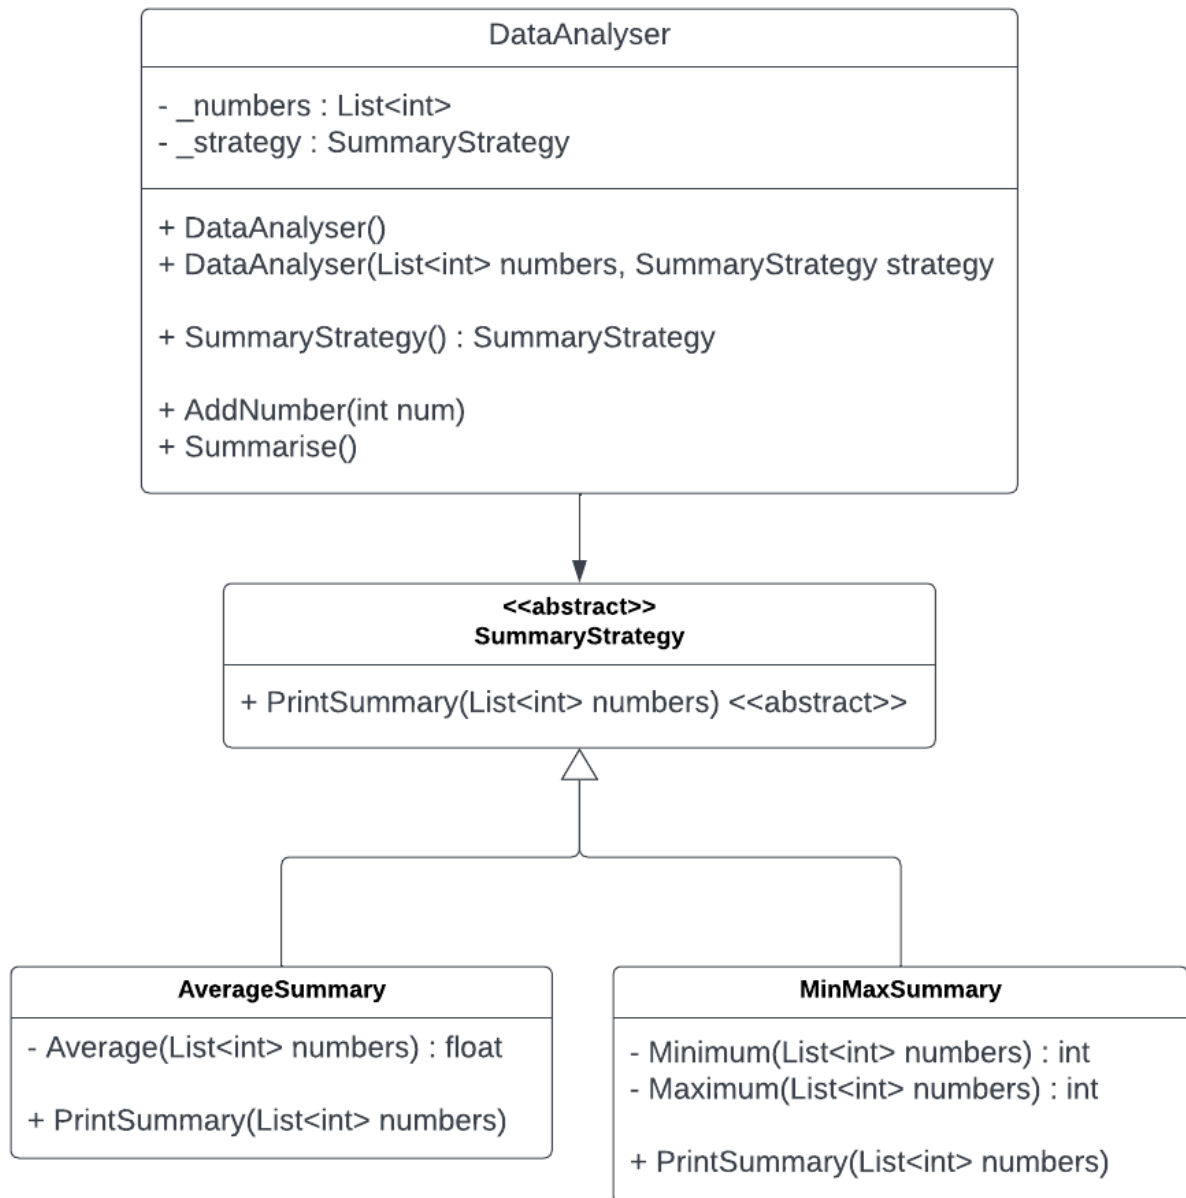 DataAnalyser
- _numbers : List<int>
- _strategy : SummaryStrategy
+ DataAnalyser()
+ DataAnalyser(List<int> numbers, SummaryStrategy strategy
+ SummaryStrategy() : SummaryStrategy
+ AddNumber(int num)
+ Summarise()
<<abstract>>
SummaryStrategy
+ PrintSummary(List<int> numbers) <<abstract>>
AverageSummary
- Average(List<int> numbers) : float
+ PrintSummary(List<int> numbers)
MinMaxSummary
- Minimum(List<int> numbers) : int
- Maximum(List<int> numbers) : int
+ PrintSummary(List<int> numbers)